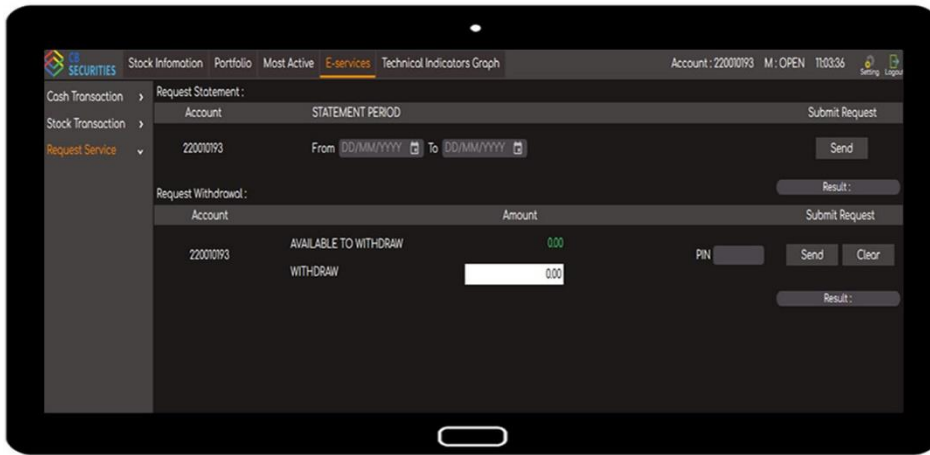 CB SECURITIES Stock Infomation Portfolio Most Active E-services Technical Indicators Graph Account : 220010193 M : OPEN 11:03:36 Setting Logout
Cash Transaction
Stock Transaction
Request Service
Request Statement :
Account STATEMENT PERIOD Submit Request
220010193 From DD/MM/YYYY To DD/MM/YYYY Send
Result :
Request Withdrawal :
Account Amount Submit Request
220010193 AVAILABLE TO WITHDRAW 0.00 PIN Send Clear
WITHDRAW 0.00
Result :